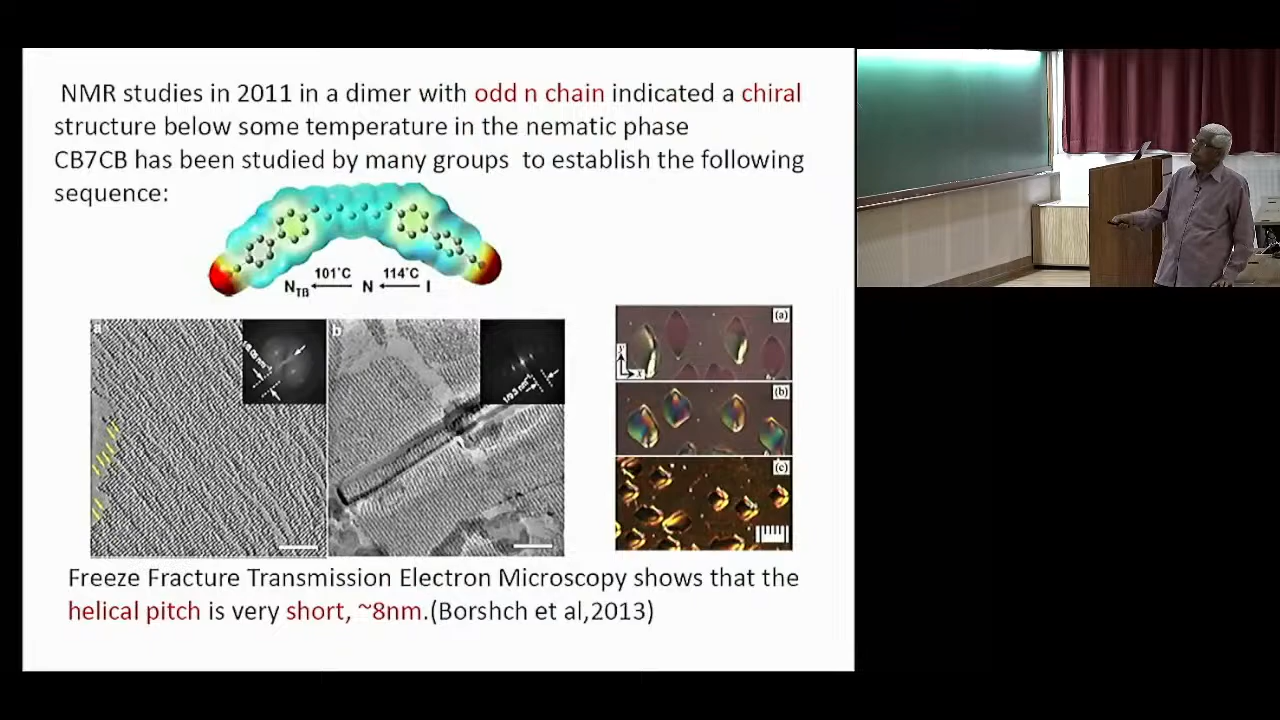 NMR studies in 2011 in a dimer with odd n chain indicated a chiral
structure below some temperature in the nematic phase
CB7CB has been studied by many groups to establish the following
sequence:
101°C 114°C
NTB N I
a
b
(a)
y
x
(b)
(c)
Freeze Fracture Transmission Electron Microscopy shows that the
helical pitch is very short, ~8nm.(Borshch et al,2013)